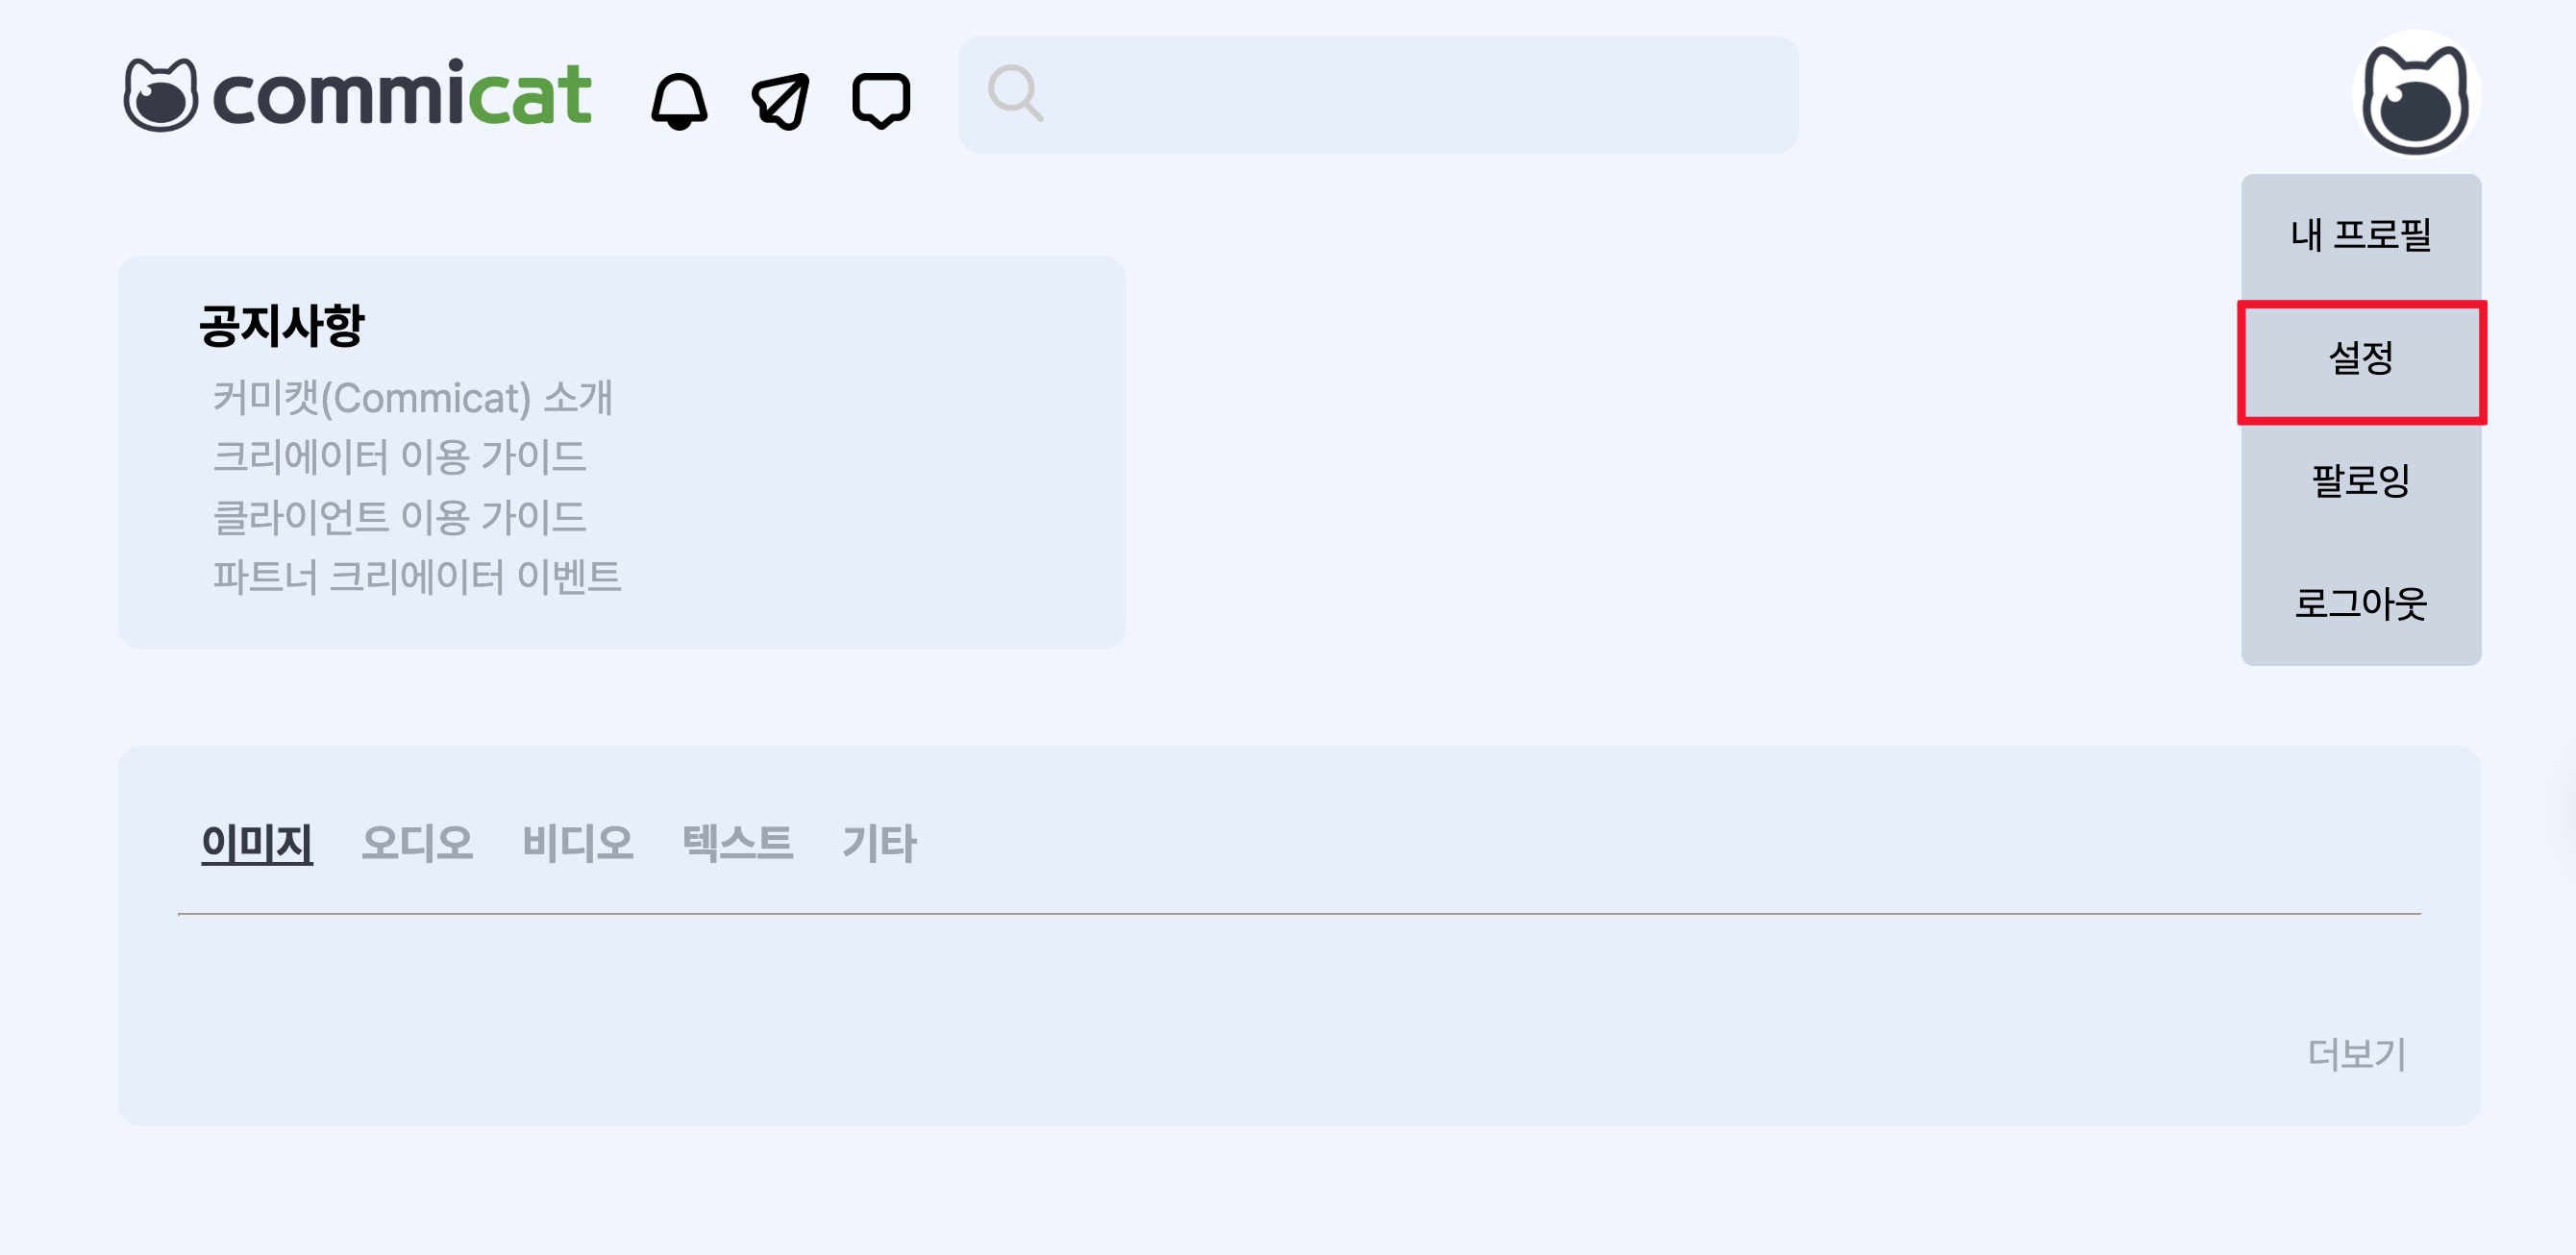 commicat
내 프로필
설정
팔로잉
로그아웃
공지사항
커미캣(Commicat) 소개
크리에이터 이용 가이드
클라이언트 이용 가이드
파트너 크리에이터 이벤트
이미지 오디오 비디오 텍스트 기타
더보기